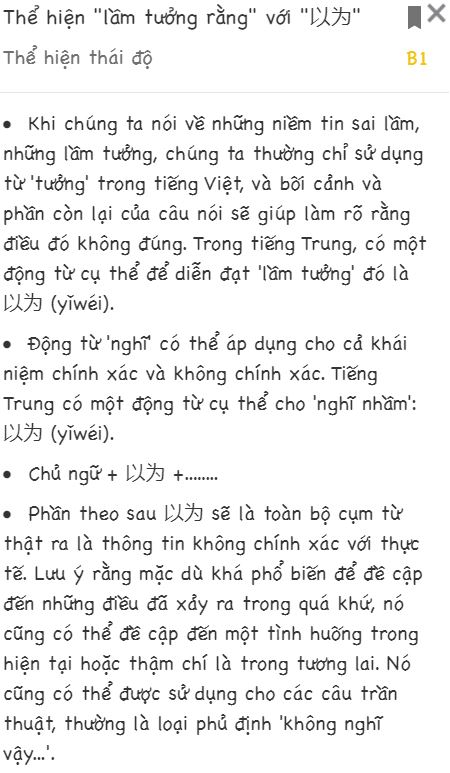 Thể hiện "lầm tưởng rằng" với "以为"
Thể hiện thái độ
B1
• Khi chúng ta nói về những niềm tin sai lầm,
những lầm tưởng, chúng ta thường chỉ sử dụng
từ 'tưởng' trong tiếng Việt, và bối cảnh và
phần còn lại của câu nói sẽ giúp làm rõ rằng
điều đó không đúng. Trong tiếng Trung, có một
động từ cụ thể để diễn đạt 'lầm tưởng' đó là
以为 (yǐwéi).
• Động từ 'nghĩ' có thể áp dụng cho cả khái
niệm chính xác và không chính xác. Tiếng
Trung có một động từ cụ thể cho 'nghĩ nhầm':
以为 (yǐwéi).
• Chủ ngữ + 以为 +........
• Phần theo sau 以为 sẽ là toàn bộ cụm từ
thật ra là thông tin không chính xác với thực
tế. Lưu ý rằng mặc dù khá phổ biến để đề cập
đến những điều đã xảy ra trong quá khứ, nó
cũng có thể đề cập đến một tình huống trong
hiện tại hoặc thậm chí là trong tương lai. Nó
cũng có thể được sử dụng cho các câu trần
thuật, thường là loại phủ định 'không nghĩ
vậy...'.